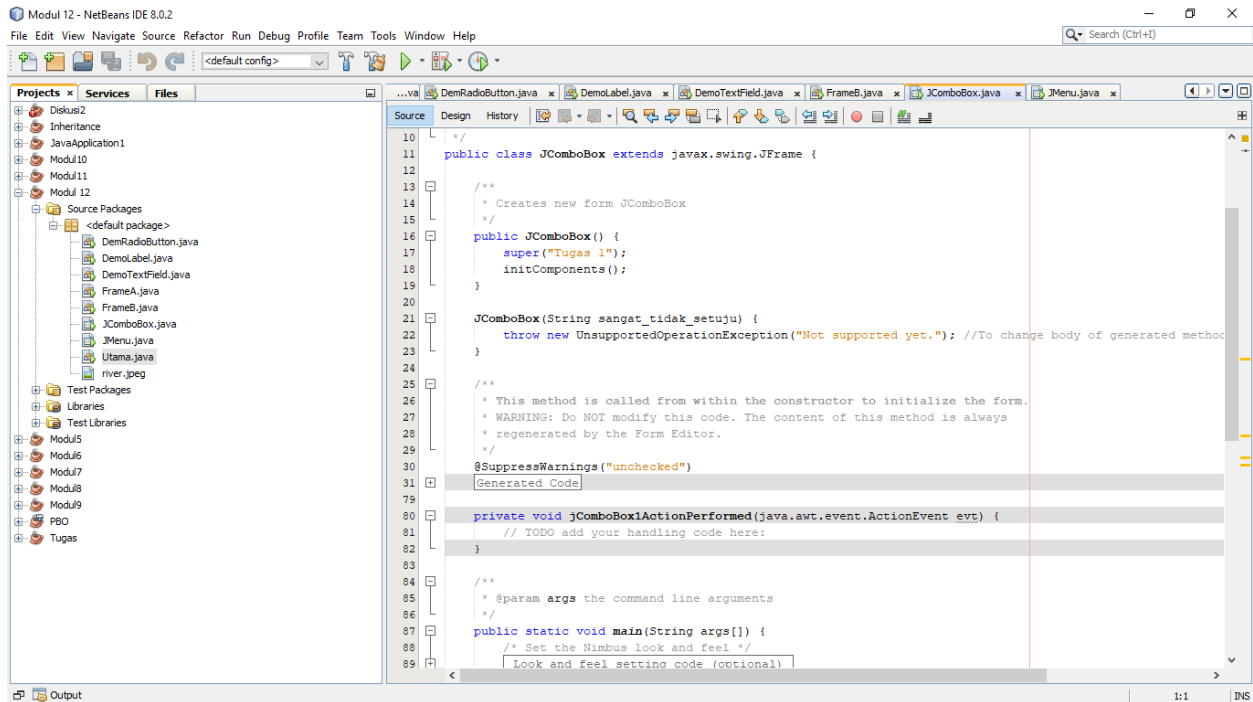 Modul 12 - NetBeans IDE 8.0.2
File Edit View Navigate Source Refactor Run Debug Profile Team Tools Window Help
Search (Ctrl+I)
<default config>
Projects Services Files
Diskusi2
Inheritance
JavaApplication1
Modul10
Modul11
Modul 12
Source Packages
<default package>
DemRadioButton.java
DemoLabel.java
DemoTextField.java
FrameA.java
FrameB.java
JComboBox.java
JMenu.java
Utama.java
river.jpeg
Test Packages
Libraries
Test Libraries
Modul5
Modul6
Modul7
Modul8
Modul9
PBO
Tugas
...va DemRadioButton.java DemoLabel.java DemoTextField.java FrameB.java JComboBox.java JMenu.java
Source Design History
10 */
11 public class JComboBox extends javax.swing.JFrame {
12
13 /**
14 * Creates new form JComboBox
15 */
16 public JComboBox() {
17 super("Tugas 1");
18 initComponents();
19 }
20
21 JComboBox(String sangat_tidak_setuju) {
22 throw new UnsupportedOperationException("Not supported yet."); //To change body of generated method
23 }
24
25 /**
26 * This method is called from within the constructor to initialize the form.
27 * WARNING: Do NOT modify this code. The content of this method is always
28 * regenerated by the Form Editor.
29 */
30 @SuppressWarnings("unchecked")
31 Generated Code
79
80 private void jComboBox1ActionPerformed(java.awt.event.ActionEvent evt) {
81 // TODO add your handling code here:
82 }
83
84 /**
85 * @param args the command line arguments
86 */
87 public static void main(String args[]) {
88 /* Set the Nimbus look and feel */
89 Look and feel setting code (optional)
Output
1:1 INS